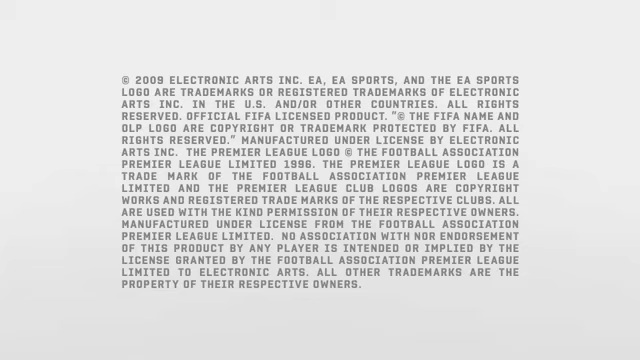 © 2009 ELECTRONIC ARTS INC. EA, EA SPORTS, AND THE EA SPORTS
LOGO ARE TRADEMARKS OR REGISTERED TRADEMARKS OF ELECTRONIC
ARTS INC. IN THE U.S. AND/OR OTHER COUNTRIES. ALL RIGHTS
RESERVED. OFFICIAL FIFA LICENSED PRODUCT. "© THE FIFA NAME AND
OLP LOGO ARE COPYRIGHT OR TRADEMARK PROTECTED BY FIFA. ALL
RIGHTS RESERVED." MANUFACTURED UNDER LICENSE BY ELECTRONIC
ARTS INC. THE PREMIER LEAGUE LOGO © THE FOOTBALL ASSOCIATION
PREMIER LEAGUE LIMITED 1996. THE PREMIER LEAGUE LOGO IS A
TRADE MARK OF THE FOOTBALL ASSOCIATION PREMIER LEAGUE
LIMITED AND THE PREMIER LEAGUE CLUB LOGOS ARE COPYRIGHT
WORKS AND REGISTERED TRADE MARKS OF THE RESPECTIVE CLUBS. ALL
ARE USED WITH THE KIND PERMISSION OF THEIR RESPECTIVE OWNERS.
MANUFACTURED UNDER LICENSE FROM THE FOOTBALL ASSOCIATION
PREMIER LEAGUE LIMITED. NO ASSOCIATION WITH NOR ENDORSEMENT
OF THIS PRODUCT BY ANY PLAYER IS INTENDED OR IMPLIED BY THE
LICENSE GRANTED BY THE FOOTBALL ASSOCIATION PREMIER LEAGUE
LIMITED TO ELECTRONIC ARTS. ALL OTHER TRADEMARKS ARE THE
PROPERTY OF THEIR RESPECTIVE OWNERS.